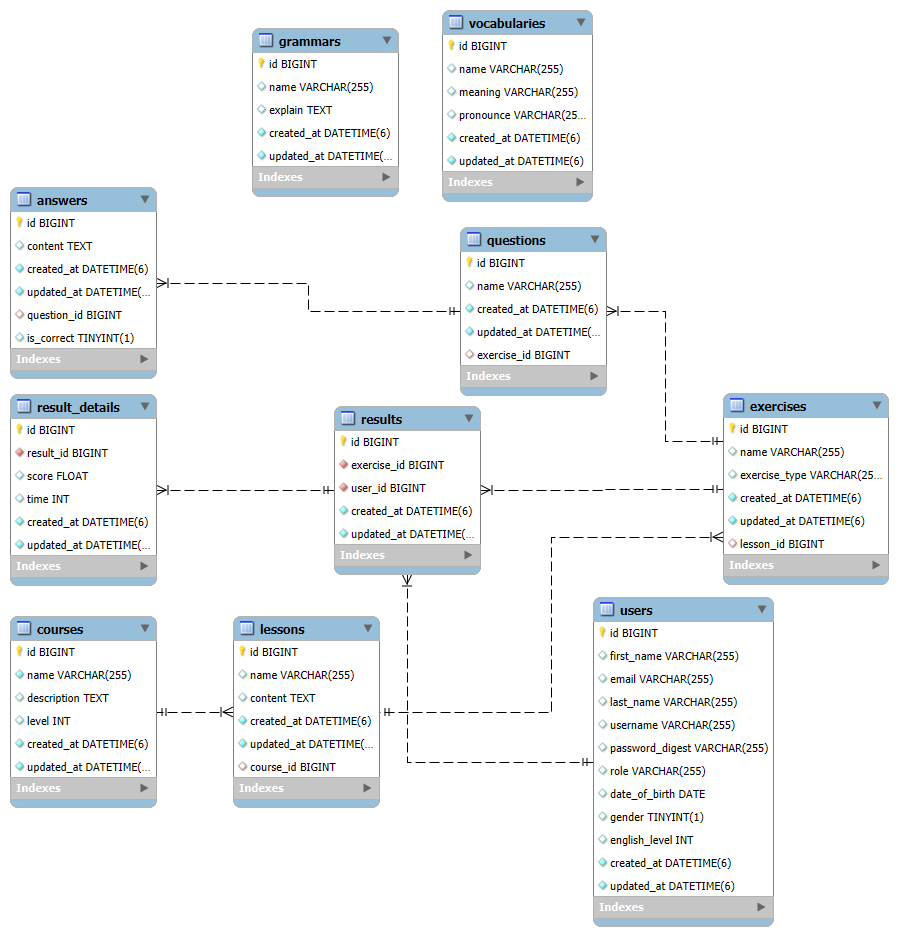 grammars
id BIGINT
name VARCHAR(255)
explain TEXT
created_at DATETIME(6)
updated_at DATETIME(...
Indexes
vocabularies
id BIGINT
name VARCHAR(255)
meaning VARCHAR(255)
pronounce VARCHAR(25...
created_at DATETIME(6)
updated_at DATETIME(6)
Indexes
answers
id BIGINT
content TEXT
created_at DATETIME(6)
updated_at DATETIME(...
question_id BIGINT
is_correct TINYINT(1)
Indexes
questions
id BIGINT
name VARCHAR(255)
created_at DATETIME(6)
updated_at DATETIME(...
exercise_id BIGINT
Indexes
result_details
id BIGINT
result_id BIGINT
score FLOAT
time INT
created_at DATETIME(6)
updated_at DATETIME(...
Indexes
results
id BIGINT
exercise_id BIGINT
user_id BIGINT
created_at DATETIME(6)
updated_at DATETIME(...
Indexes
exercises
id BIGINT
name VARCHAR(255)
exercise_type VARCHAR(25...
created_at DATETIME(6)
updated_at DATETIME(6)
lesson_id BIGINT
Indexes
courses
id BIGINT
name VARCHAR(255)
description TEXT
level INT
created_at DATETIME(6)
updated_at DATETIME(...
Indexes
lessons
id BIGINT
name VARCHAR(255)
content TEXT
created_at DATETIME(6)
updated_at DATETIME(...
course_id BIGINT
Indexes
users
id BIGINT
first_name VARCHAR(255)
email VARCHAR(255)
last_name VARCHAR(255)
username VARCHAR(255)
password_digest VARCHAR(255)
role VARCHAR(255)
date_of_birth DATE
gender TINYINT(1)
english_level INT
created_at DATETIME(6)
updated_at DATETIME(6)
Indexes